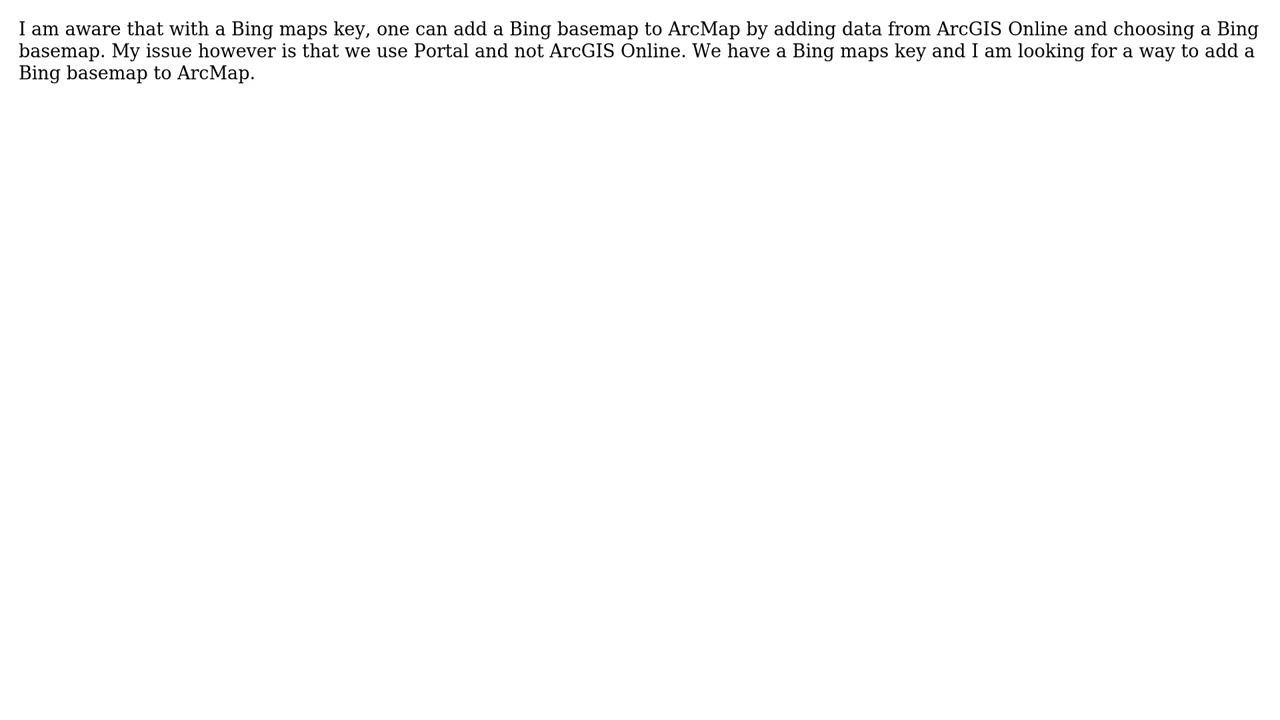 I am aware that with a Bing maps key, one can add a Bing basemap to ArcMap by adding data from ArcGIS Online and choosing a Bing
basemap. My issue however is that we use Portal and not ArcGIS Online. We have a Bing maps key and I am looking for a way to add a
Bing basemap to ArcMap.